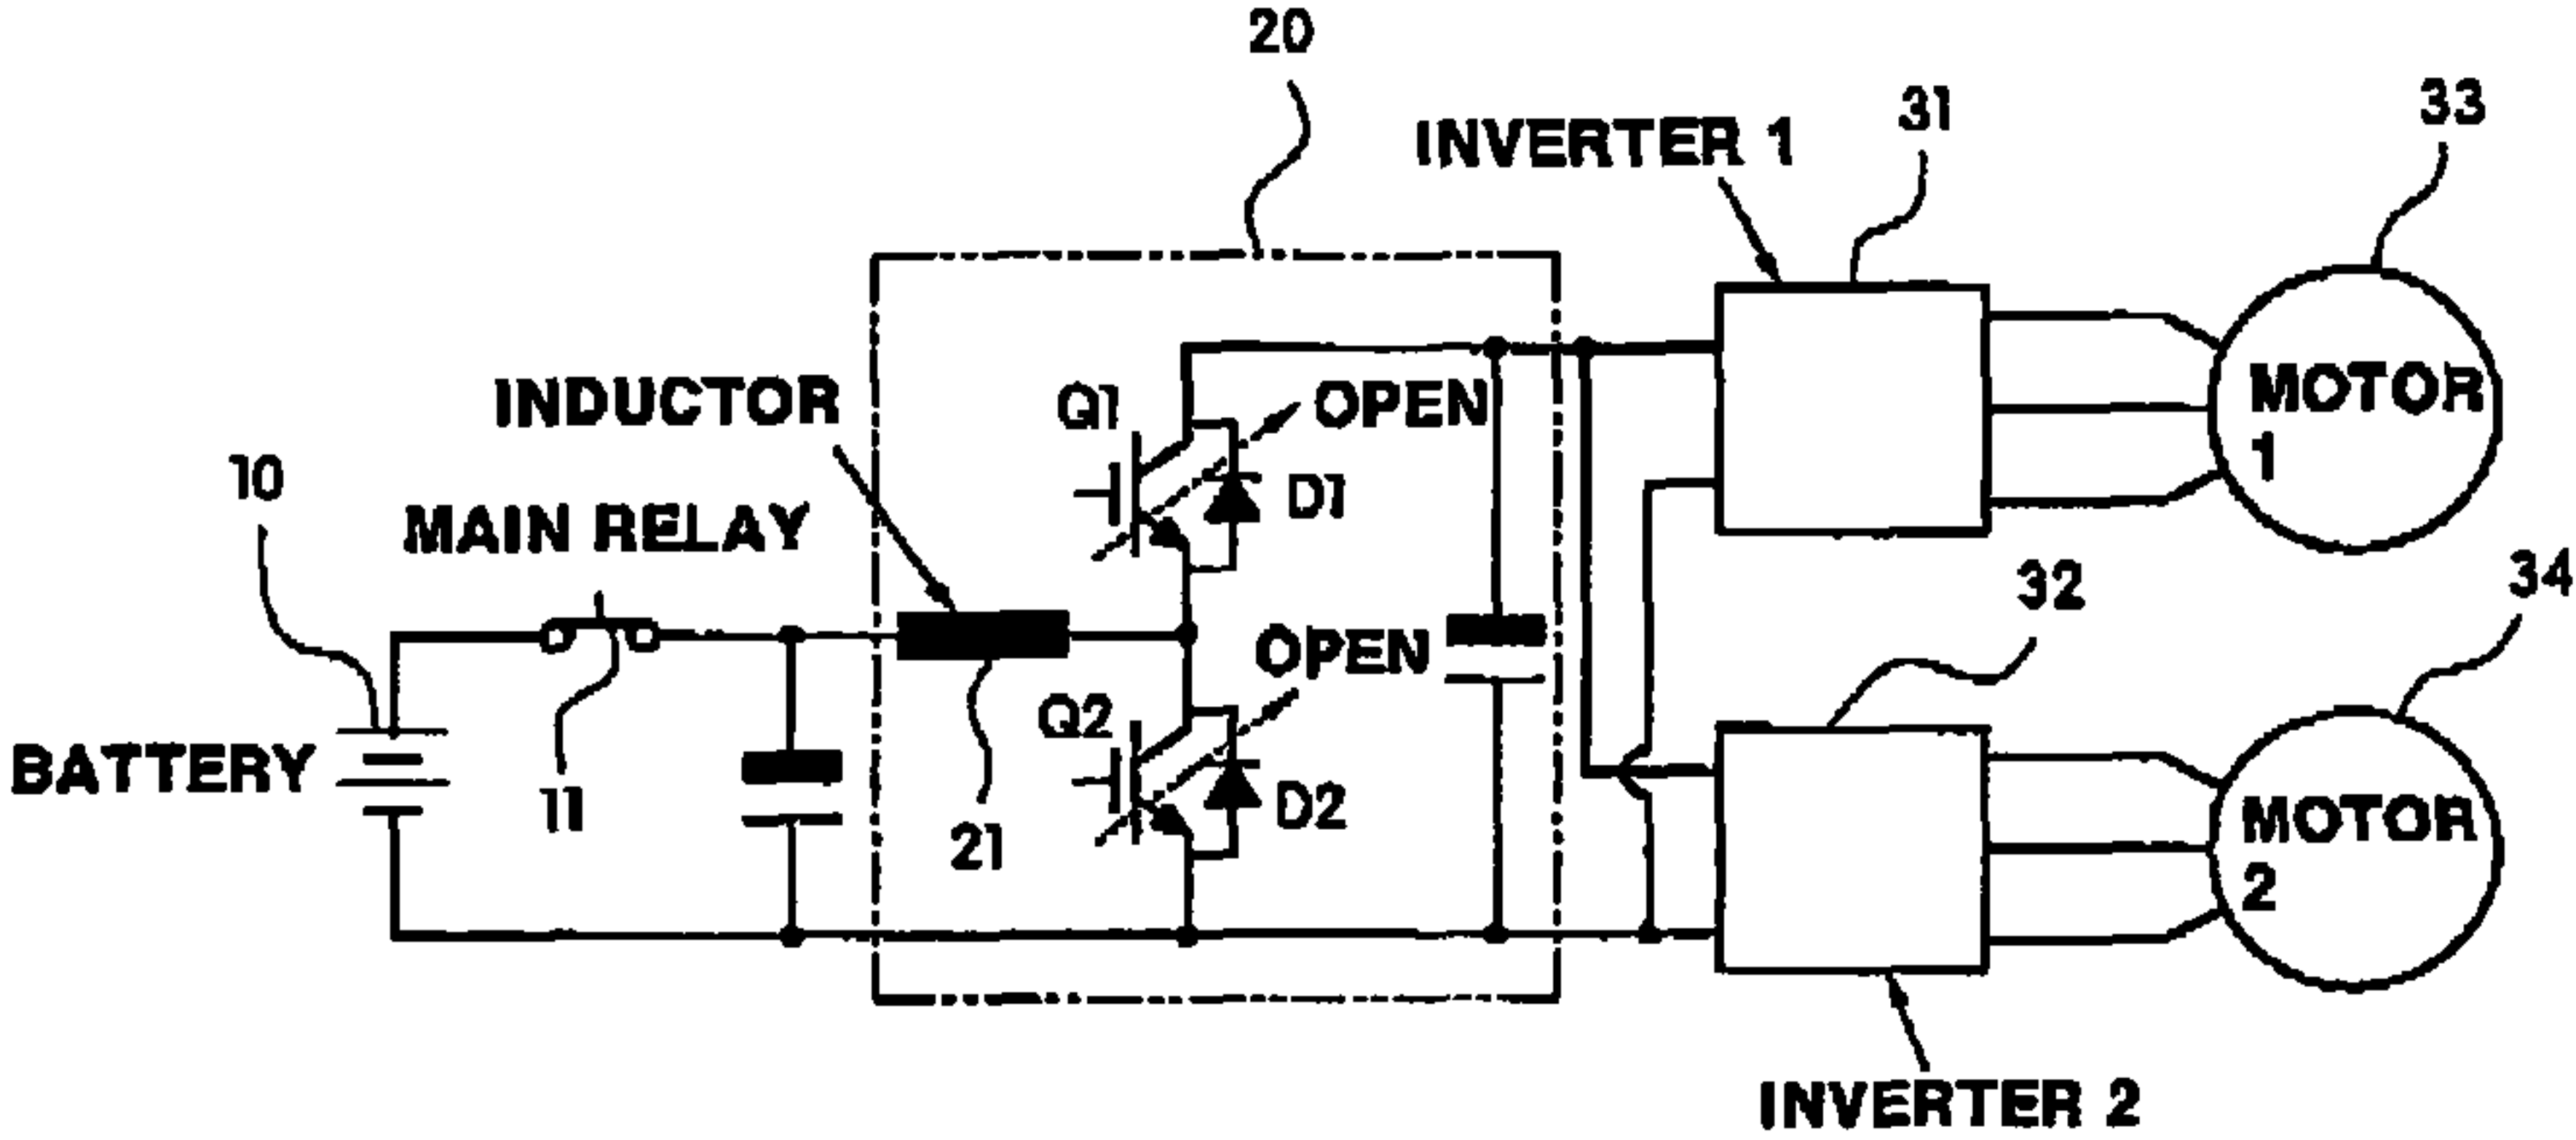 20
31
33
INVERTER 1
INDUCTOR
Q1
OPEN
MOTOR
1
10
D1
MAIN RELAY
32
34
OPEN
Q2
BATTERY
11
21
D2
MOTOR
2
INVERTER 2